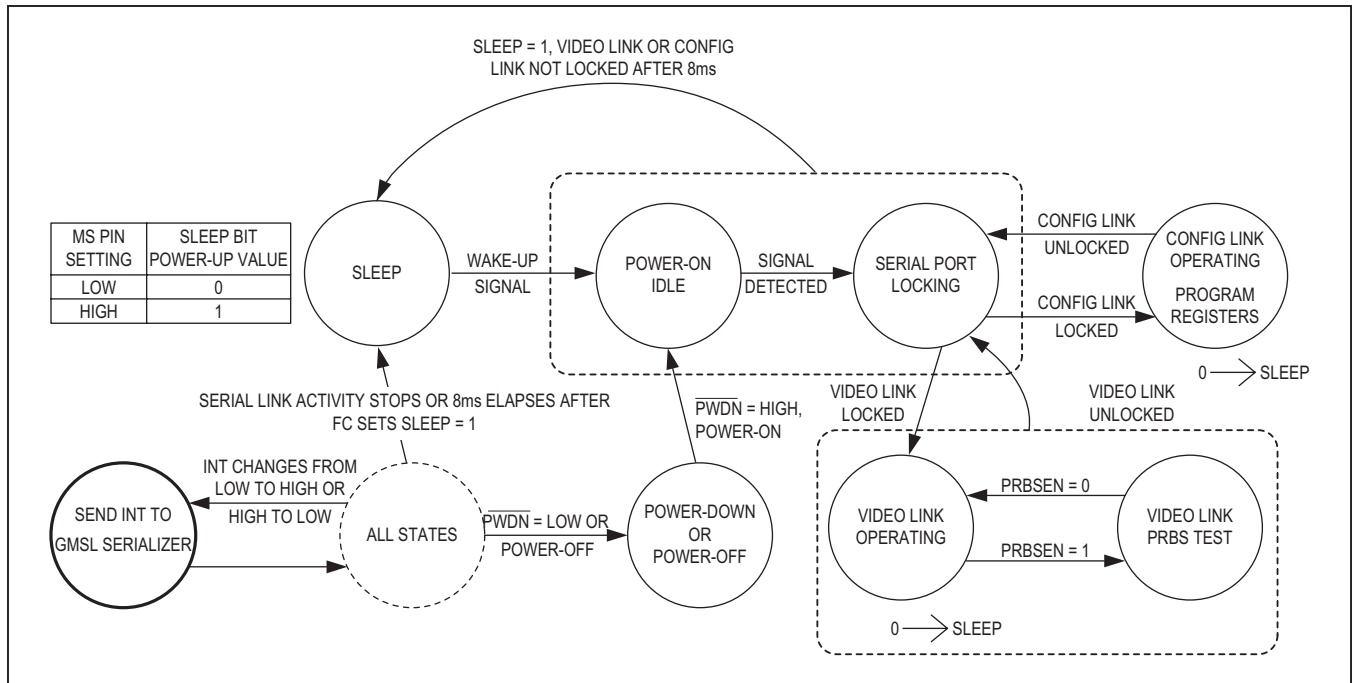 SLEEP = 1, VIDEO LINK OR CONFIG
LINK NOT LOCKED AFTER 8ms
MS PIN
SETTING
SLEEP BIT
POWER-UP VALUE
LOW
0
HIGH
1
SLEEP
WAKE-UP
SIGNAL
POWER-ON
IDLE
SIGNAL
DETECTED
SERIAL PORT
LOCKING
CONFIG LINK
UNLOCKED
CONFIG LINK
LOCKED
CONFIG LINK
OPERATING
PROGRAM
REGISTERS
0 → SLEEP
SERIAL LINK ACTIVITY STOPS OR 8ms ELAPSES AFTER
FC SETS SLEEP = 1
PWDN = HIGH,
POWER-ON
VIDEO LINK
LOCKED
VIDEO LINK
UNLOCKED
INT CHANGES FROM
LOW TO HIGH OR
HIGH TO LOW
SEND INT TO
GMSL SERIALIZER
ALL STATES
PWDN = LOW OR
POWER-OFF
POWER-DOWN
OR
POWER-OFF
VIDEO LINK
OPERATING
PRBSEN = 0
PRBSEN = 1
VIDEO LINK
PRBS TEST
0 → SLEEP